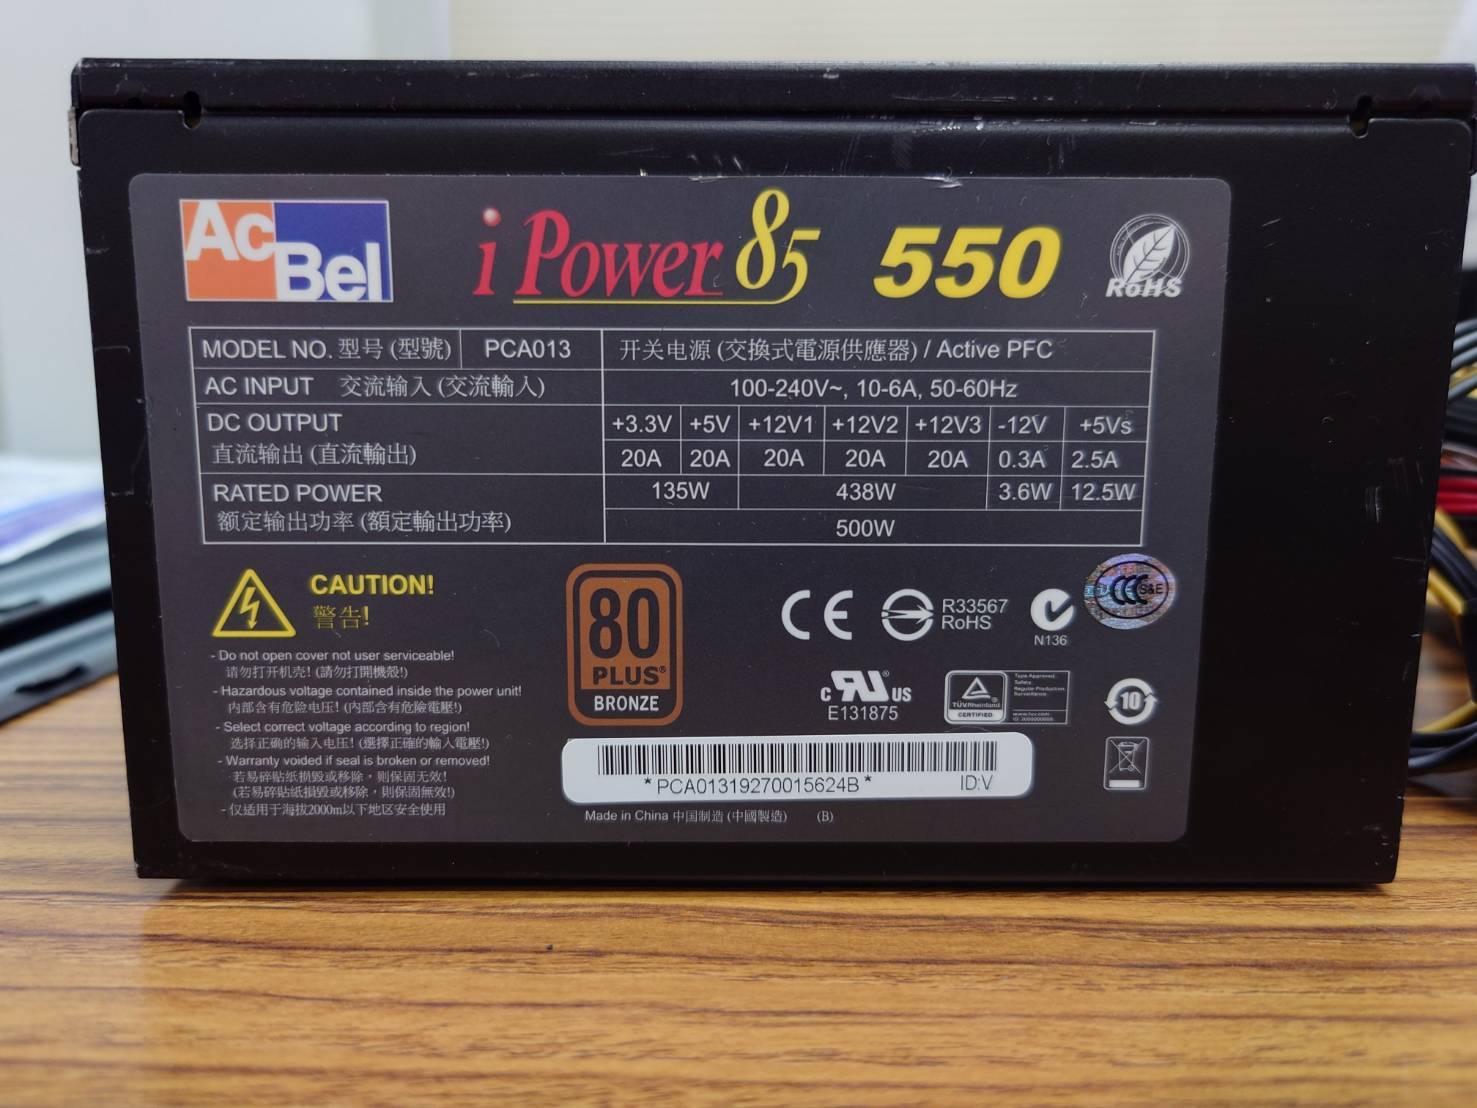 AcBel
i Power 85 550
RoHS
MODEL NO. 型号 (型號) PCA013 开关电源 (交換式電源供應器) / Active PFC
AC INPUT 交流输入 (交流輸入) 100-240V~, 10-6A, 50-60Hz
DC OUTPUT +3.3V +5V +12V1 +12V2 +12V3 -12V +5Vs
直流输出 (直流輸出) 20A 20A 20A 20A 20A 0.3A 2.5A
RATED POWER 135W 438W 3.6W 12.5W
额定输出功率 (額定輸出功率) 500W
CAUTION!
警告!
- Do not open cover not user serviceable!
请勿打开机壳! (請勿打開機殼!)
- Hazardous voltage contained inside the power unit!
内部含有危险电压! (內部含有危險電壓!)
- Select correct voltage according to region!
选择正确的输入电压! (選擇正確的輸入電壓!)
- Warranty voided if seal is broken or removed!
若易碎贴纸损毁或移除，则保固无效!
(若易碎貼紙損毀或移除，則保固無效!)
- 仅适用于海拔2000m以下地区安全使用
80
PLUS®
BRONZE
CE
R33567
RoHS
N136
CCC S&E
c RU® US
E131875
TÜVRheinland
CERTIFIED
Type Approved
Safety
Regular Production
Surveillance
www.tuv.com
10
*PCA01319270015624B* ID:V
Made in China 中国制造 (中國製造) (B)